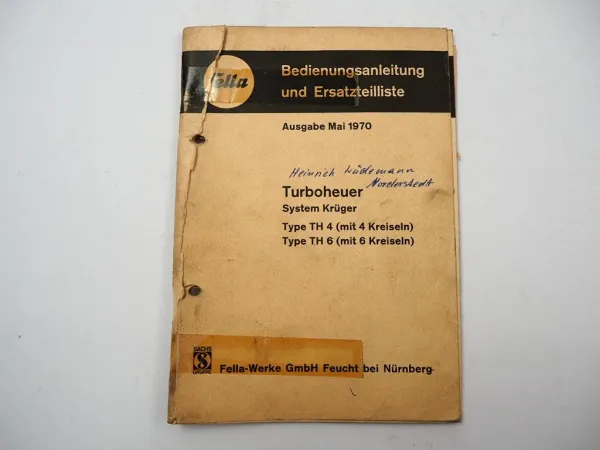 Fella
Bedienungsanleitung
und Ersatzteilliste
Ausgabe Mai 1970
Heinrich Lüdemann
Norderstedt
Turboheuer
System Krüger
Type TH 4 (mit 4 Kreiseln)
Type TH 6 (mit 6 Kreiseln)
SACHS
Fella-Werke GmbH Feucht bei Nürnberg